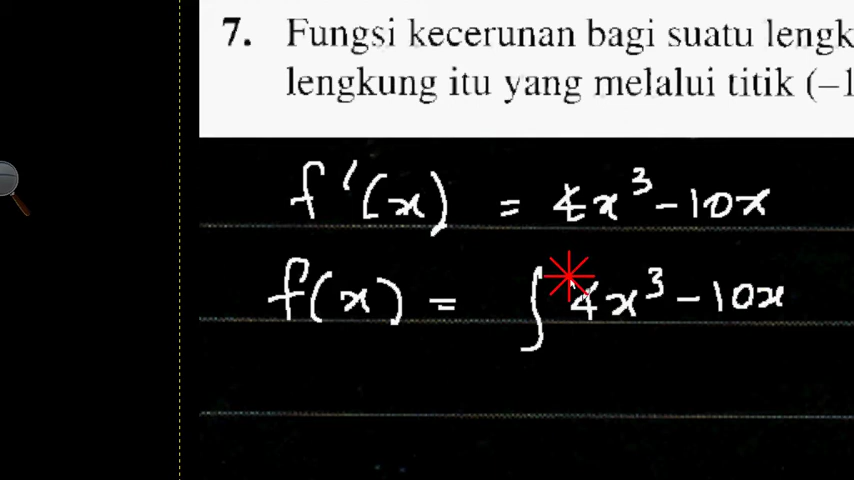 7. Fungsi kecerunan bagi suatu lengk
lengkung itu yang melalui titik (–1
f'(x) = 4x³ – 10x
f(x) = ∫ 4x³ – 10x